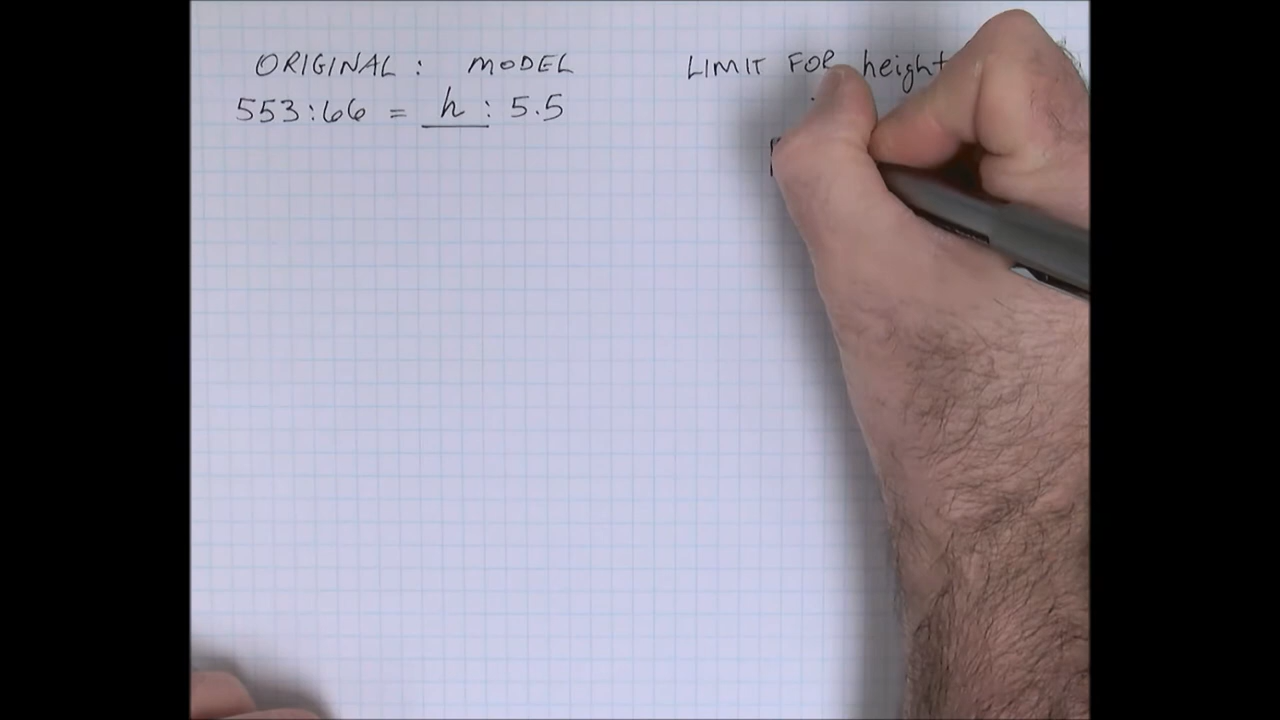 ORIGINAL : MODEL
553:66 = h : 5.5
LIMIT FOR height